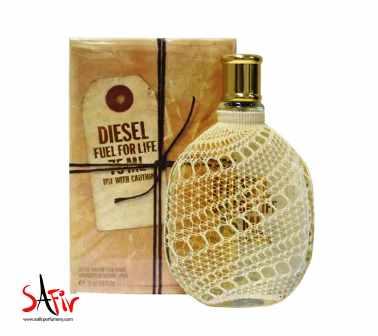 DIESEL
FUEL FOR LIFE
75 ML
USE WITH CAUTION
SAfir
www.safirperfumery.com